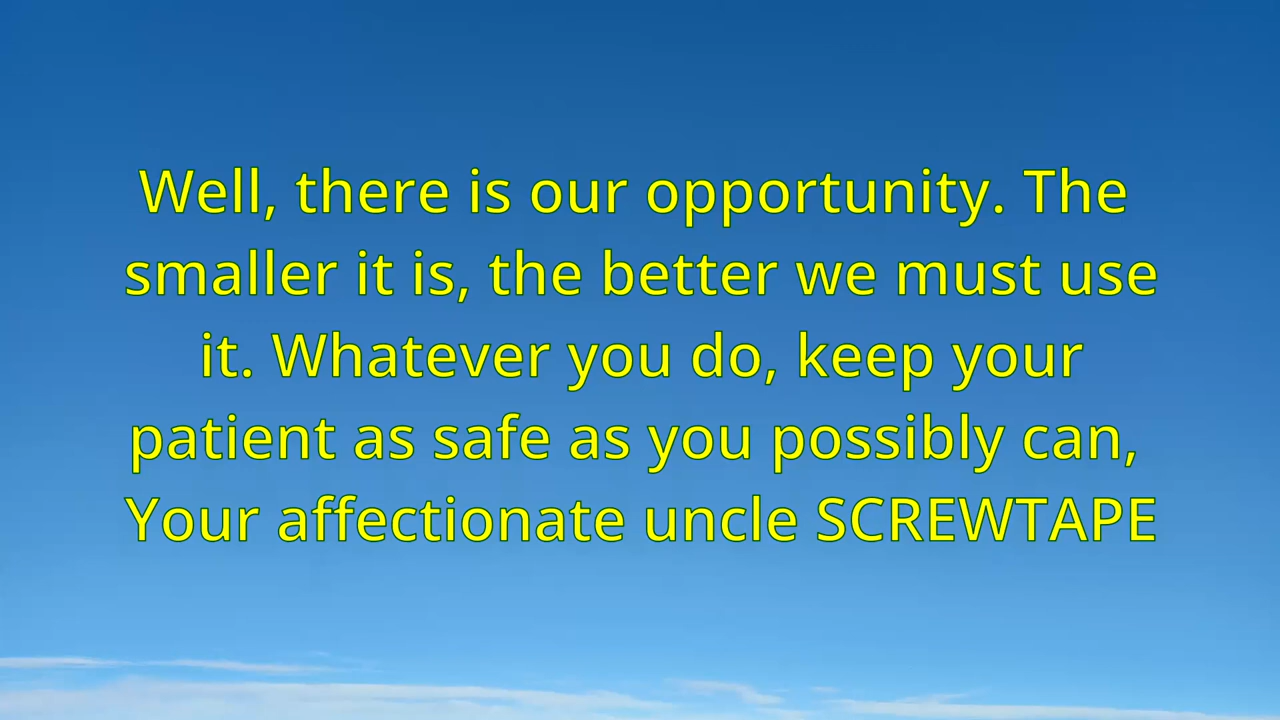 Well, there is our opportunity. The
smaller it is, the better we must use
it. Whatever you do, keep your
patient as safe as you possibly can,
Your affectionate uncle SCREWTAPE